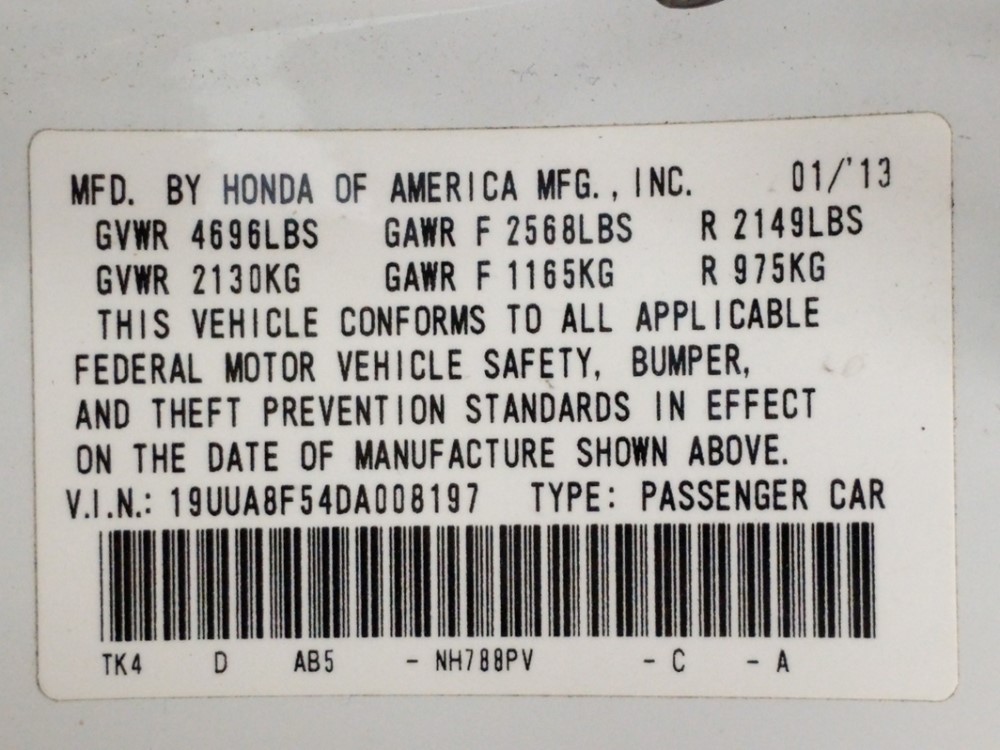 MFD. BY HONDA OF AMERICA MFG., INC. 01/'13
GVWR 4696LBS GAWR F 2568LBS R 2149LBS
GVWR 2130KG GAWR F 1165KG R 975KG
THIS VEHICLE CONFORMS TO ALL APPLICABLE
FEDERAL MOTOR VEHICLE SAFETY, BUMPER,
AND THEFT PREVENTION STANDARDS IN EFFECT
ON THE DATE OF MANUFACTURE SHOWN ABOVE.
V.I.N.: 19UUA8F54DA008197 TYPE: PASSENGER CAR
TK4 D AB5 - NH788PV - C - A